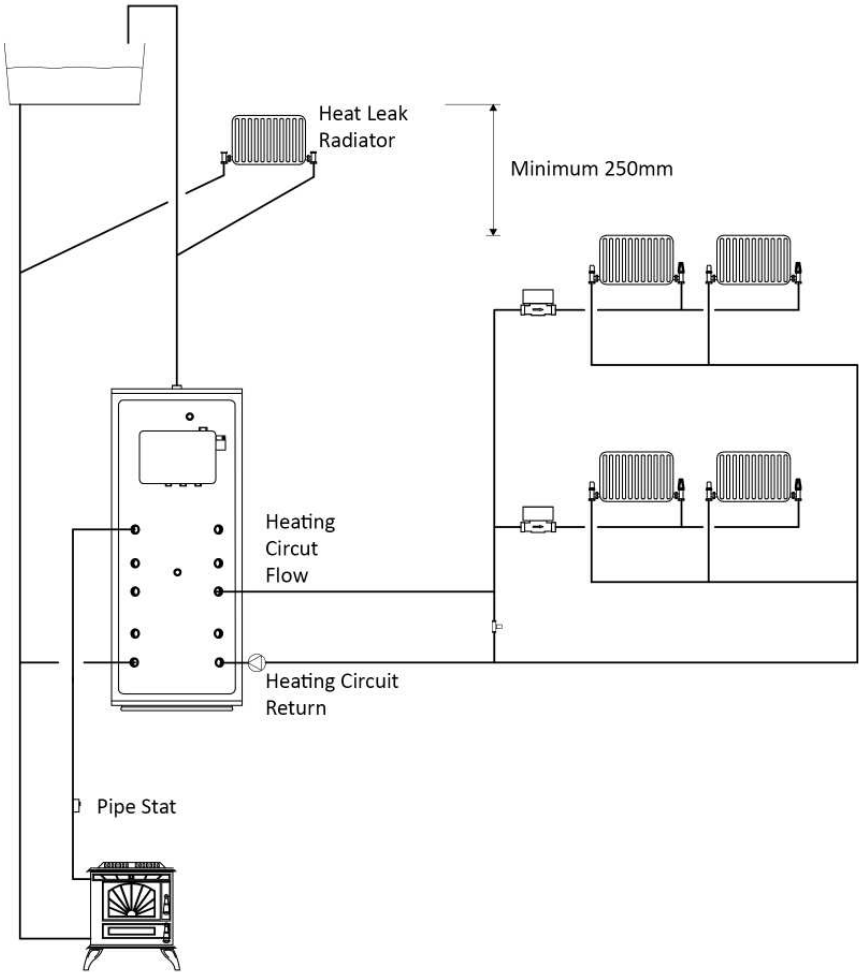 Heat Leak
Radiator
Minimum 250mm
Heating
Circut
Flow
Heating Circuit
Return
Pipe Stat